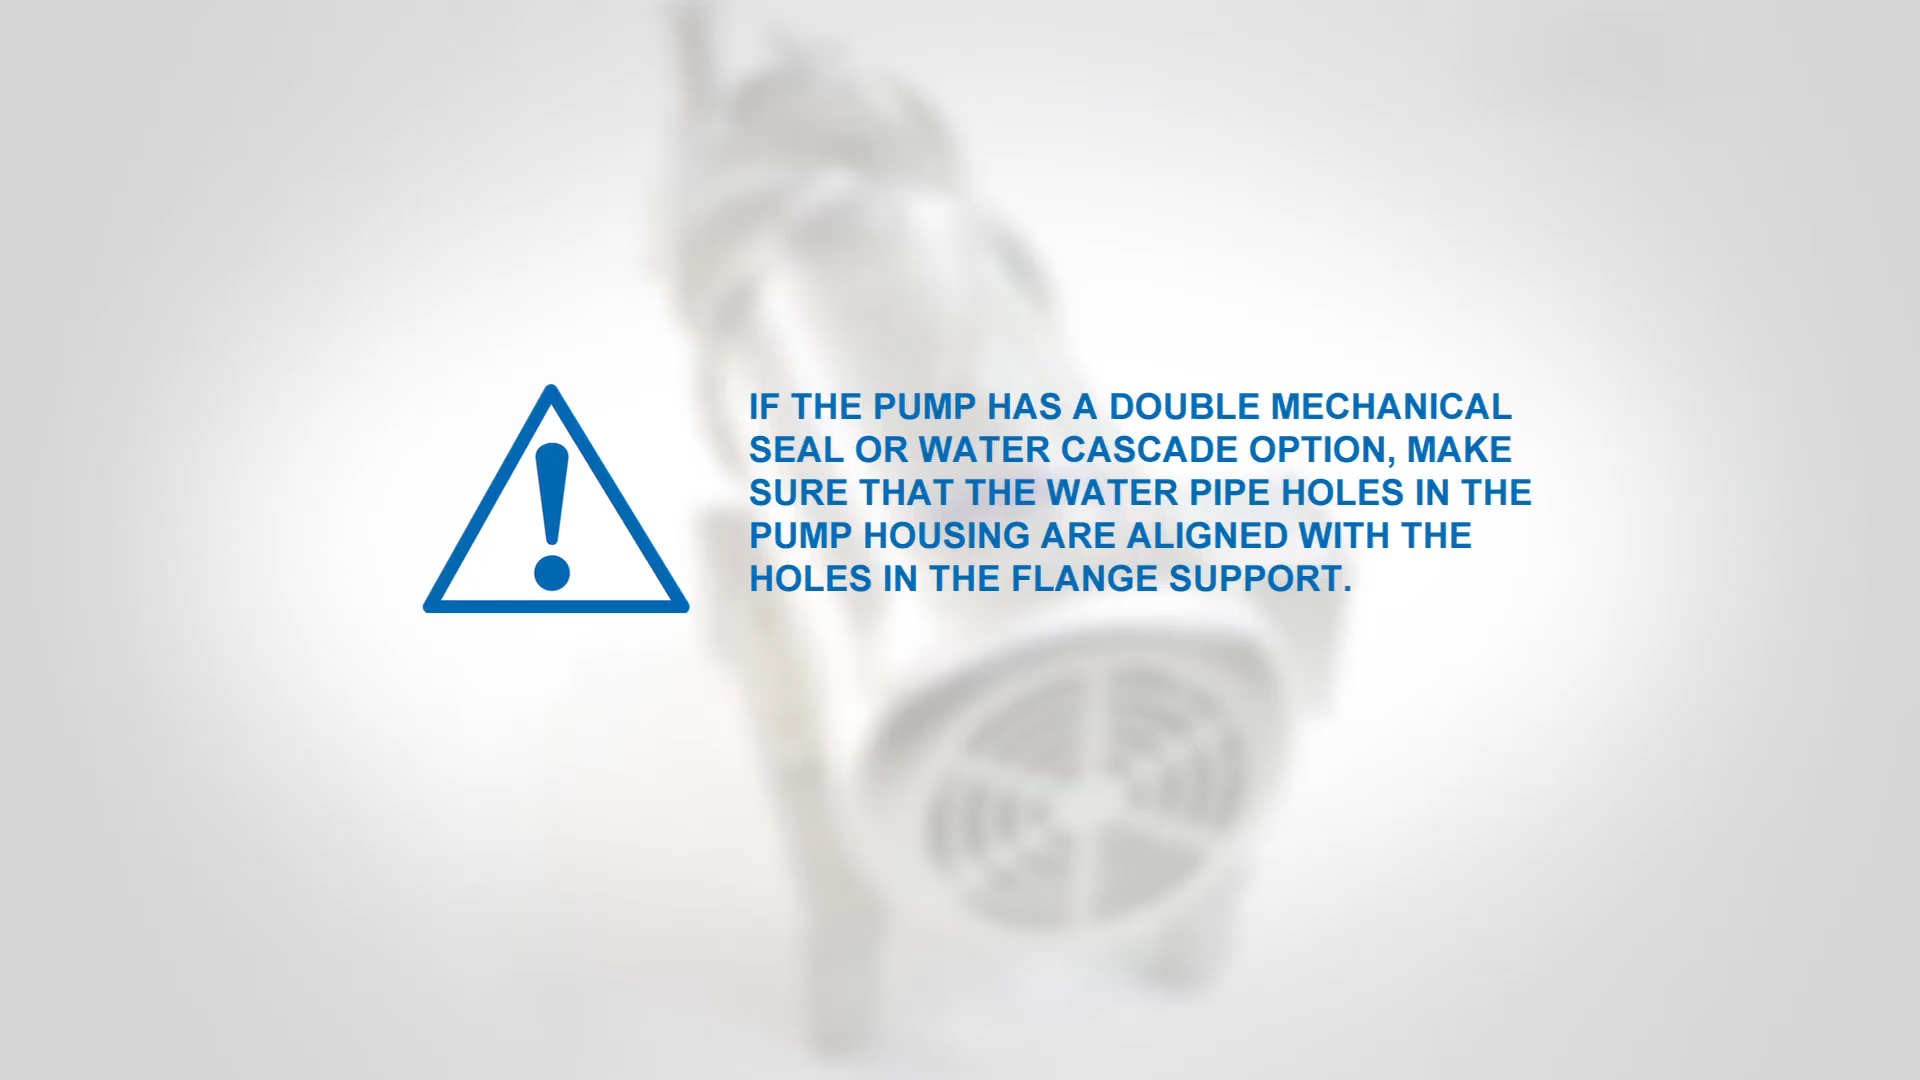 IF THE PUMP HAS A DOUBLE MECHANICAL
SEAL OR WATER CASCADE OPTION, MAKE
SURE THAT THE WATER PIPE HOLES IN THE
PUMP HOUSING ARE ALIGNED WITH THE
HOLES IN THE FLANGE SUPPORT.